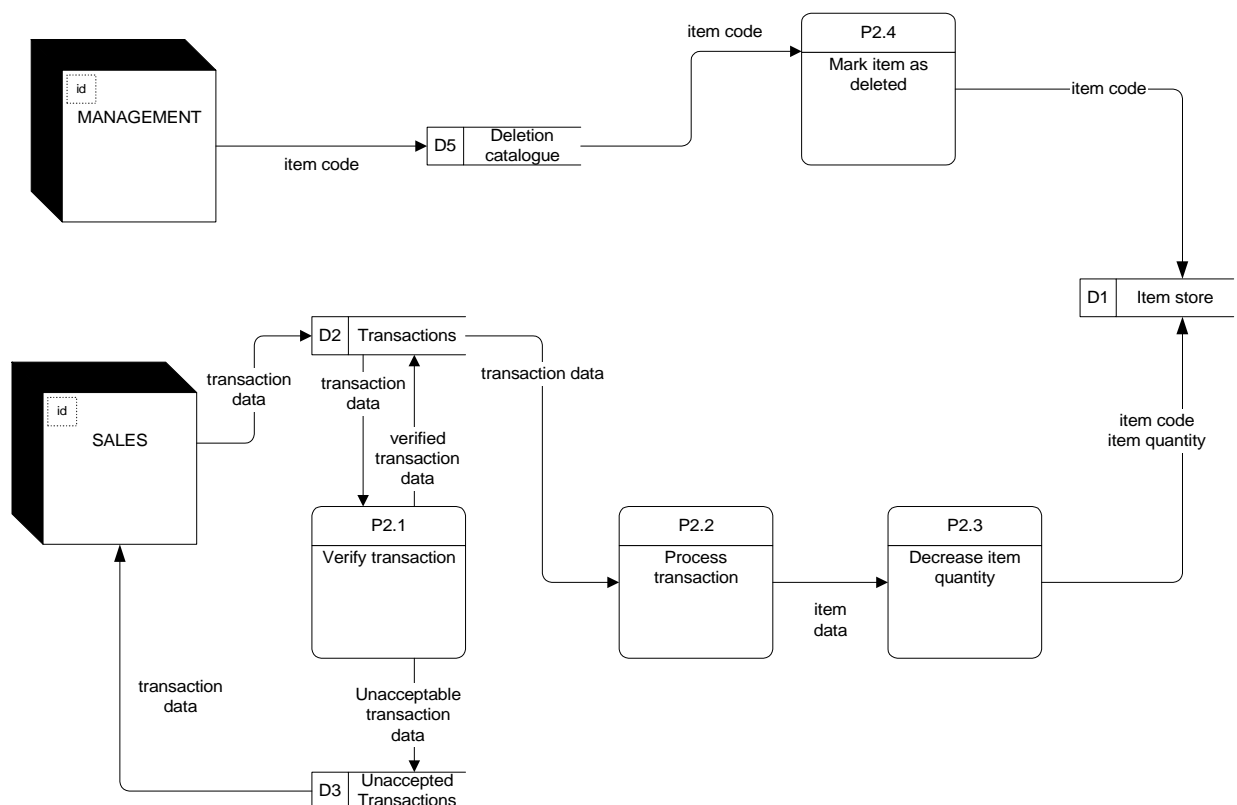 item code
P2.4
Mark item as
deleted
id
MANAGEMENT
item code
D5
Deletion
catalogue
item code
D1
Item store
D2
Transactions
transaction
data
transaction
data
transaction data
id
SALES
verified
transaction
data
item code
item quantity
P2.1
Verify transaction
P2.2
Process
transaction
P2.3
Decrease item
quantity
item
data
transaction
data
Unacceptable
transaction
data
D3
Unaccepted
Transactions